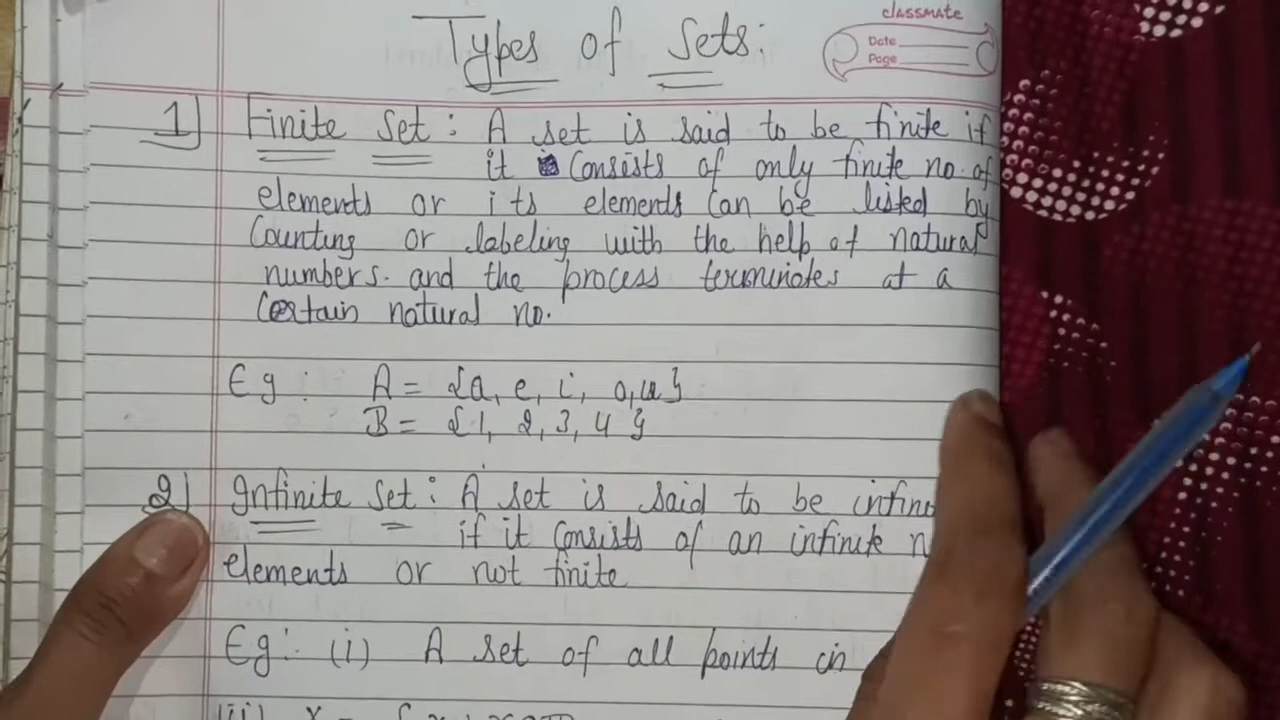 classmate
Date
Page
Types of Sets:
1) Finite Set : A set is said to be finite if
it consists of only finite no. of
elements or its elements can be listed by
Counting or labeling with the help of natural
numbers. and the process terminates at a
Certain natural no.
Eg : A = {a, e, i, o, u}
B = {1, 2, 3, 4}
2) Infinite Set : A set is said to be
if it consists of an infinite
elements or not finite
Eg: (i) A set of all points in